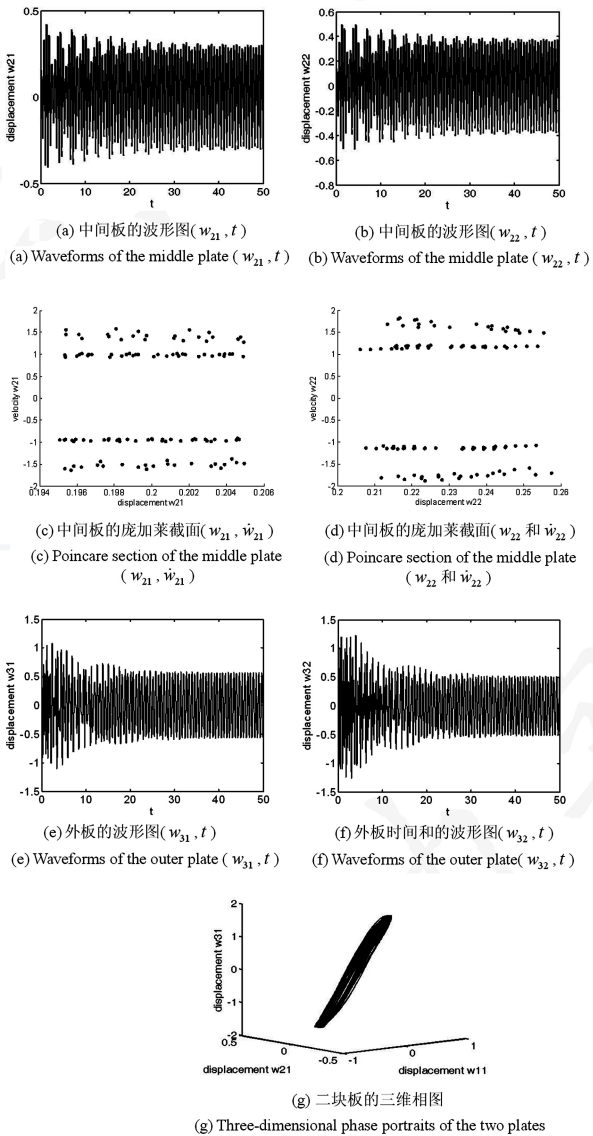 0.5
0
-0.5
0 10 20 30 40 50
displacement w21
t
0.6
0.4
0.2
0
0.2
0.4
-0.6
-0.8
0 10 20 30 40 50
displacement w22
t
(a) 中间板的波形图(w21 , t)
(a) Waveforms of the middle plate ( w21 , t )
(b) 中间板的波形图(w22 , t)
(b) Waveforms of the middle plate ( w22 , t )
2
1.5
1
0.5
0
-0.5
-1
-1.5
-2
0.194 0.196 0.198 0.2 0.202 0.204 0.206 0.208
velocity w21
displacement w21
2
1.5
1
0.5
0
-0.5
-1
-1.5
-2
0.2 0.21 0.22 0.23 0.24 0.25 0.26
velocity w22
displacement w22
(c) 中间板的庞加莱截面(w21 , ẇ21)
(c) Poincare section of the middle plate
( w21 , ẇ21 )
(d) 中间板的庞加莱截面(w22 和 ẇ22)
(d) Poincare section of the middle plate
( w22 和 ẇ22 )
1.5
1
0.5
0
-0.5
-1
-1.5
0 10 20 30 40 50
displacement w31
t
1.5
1
0.5
0
-0.5
-1
-1.5
0 10 20 30 40 50
displacement w32
t
(e) 外板的波形图(w31 , t)
(e) Waveforms of the outer plate ( w31 , t )
(f) 外板时间和的波形图(w32 , t)
(f) Waveforms of the outer plate( w32 , t )
2
1
0
-1
-2
0.5
0
-0.5
-1
0
1
displacement w31
displacement w21
displacement w11
(g) 二块板的三维相图
(g) Three-dimensional phase portraits of the two plates